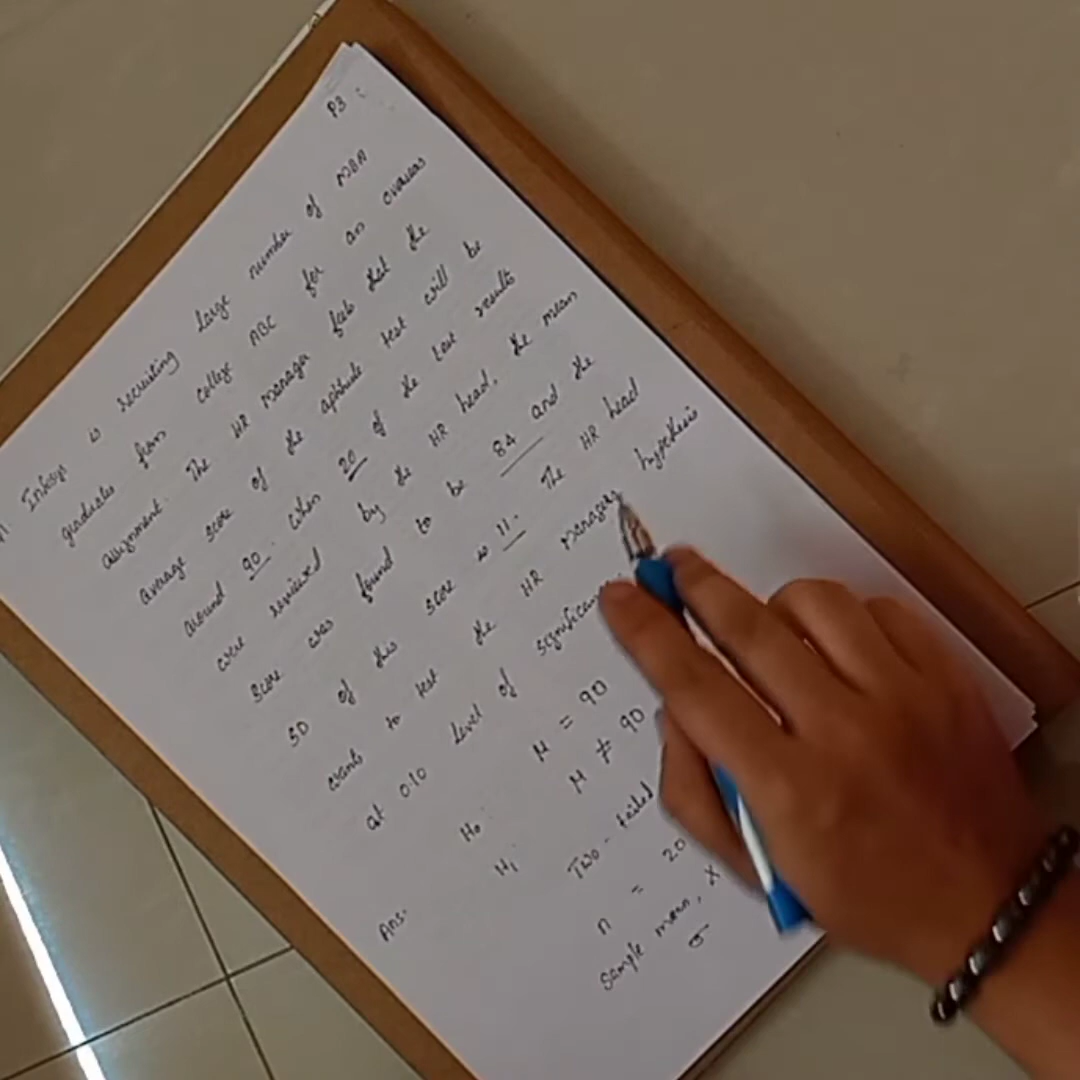 P3
Infosys is recruiting large number of MBA
graduates from college ABC for an overseas
assignment. The HR manager feels that the
average score of the aptitude test will be
around 90. When 20 of the test results
were reviewed by the HR head, the mean
score was found to be 84 and the
SD of this score is 11. The HR head
wants to test the HR managers hypothesis
at 0.10 level of significance
Ans. H₀ μ = 90
H₁ μ ≠ 90
Two-tailed
n = 20
sample mean, X
σ